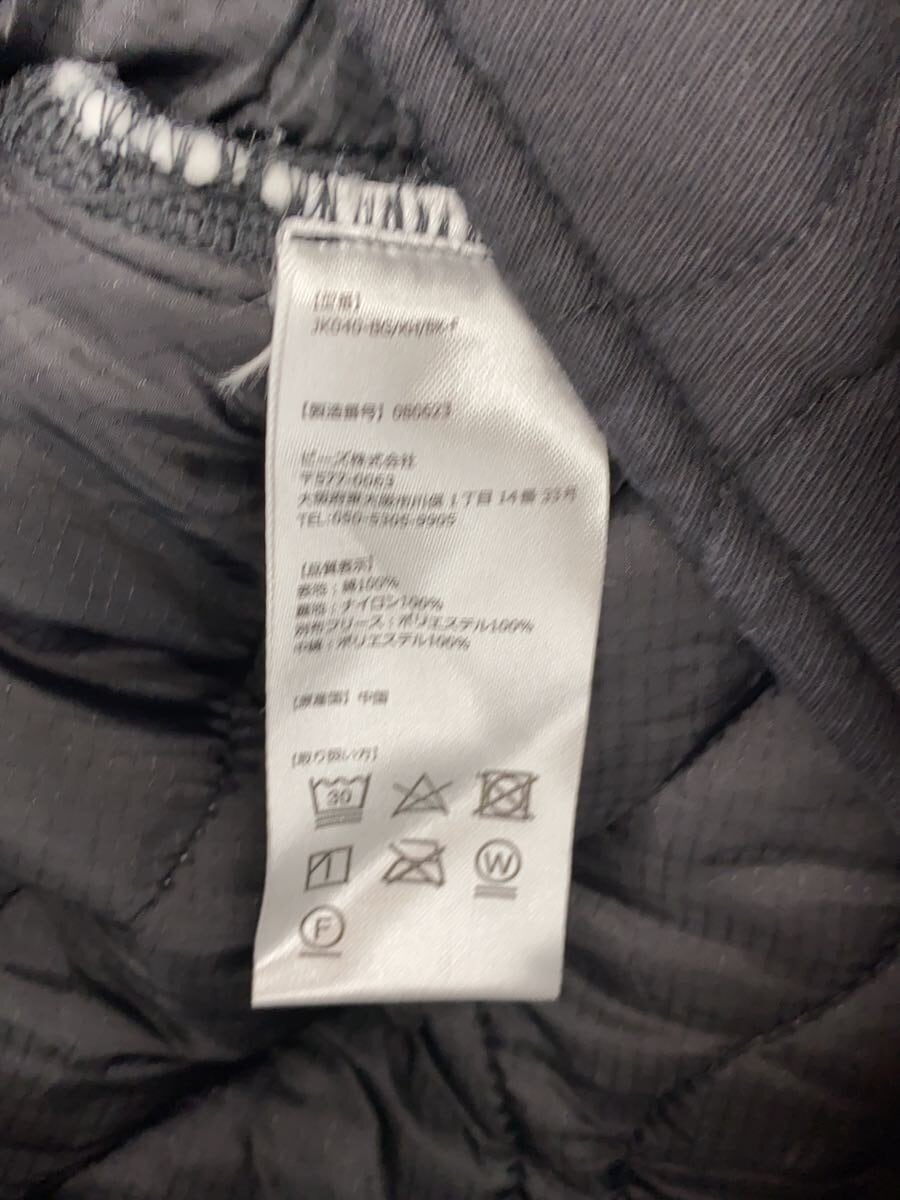 【型番】
JK040-BG/KH/BK-F
【製造番号】 080623
ビーズ株式会社
〒577-0063
大阪府東大阪市川俣 1丁目 14番 33号
TEL:050-5305-9905
【品質表示】
表地：綿100%
裏地：ナイロン100%
別布フリース：ポリエステル100%
中綿：ポリエステル100%
【原産国】 中国
【取り扱い方】
30
W
F